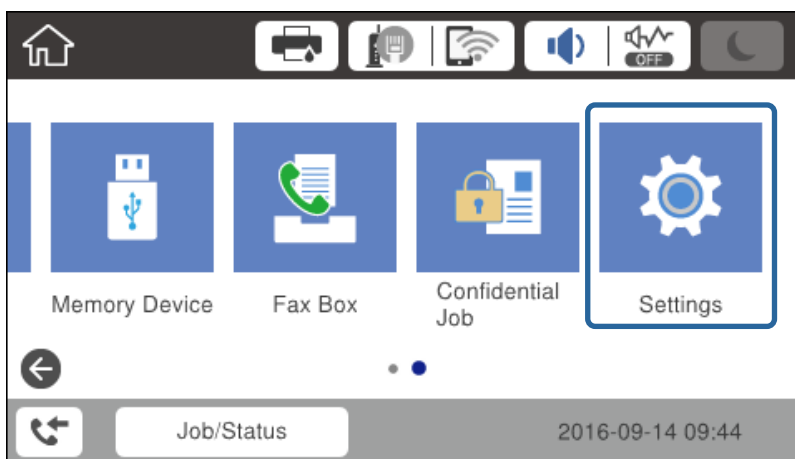 OFF
Memory Device
Fax Box
Confidential
Job
Settings
Job/Status
2016-09-14 09:44